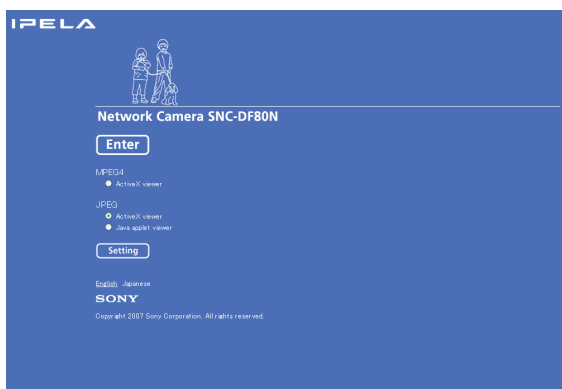 IPELA
Network Camera SNC-DF80N
Enter
MPEG4
ActiveX viewer
JPEG
ActiveX viewer
Java applet viewer
Setting
English Japanese
SONY
Copyright 2007 Sony Corporation. All rights reserved.